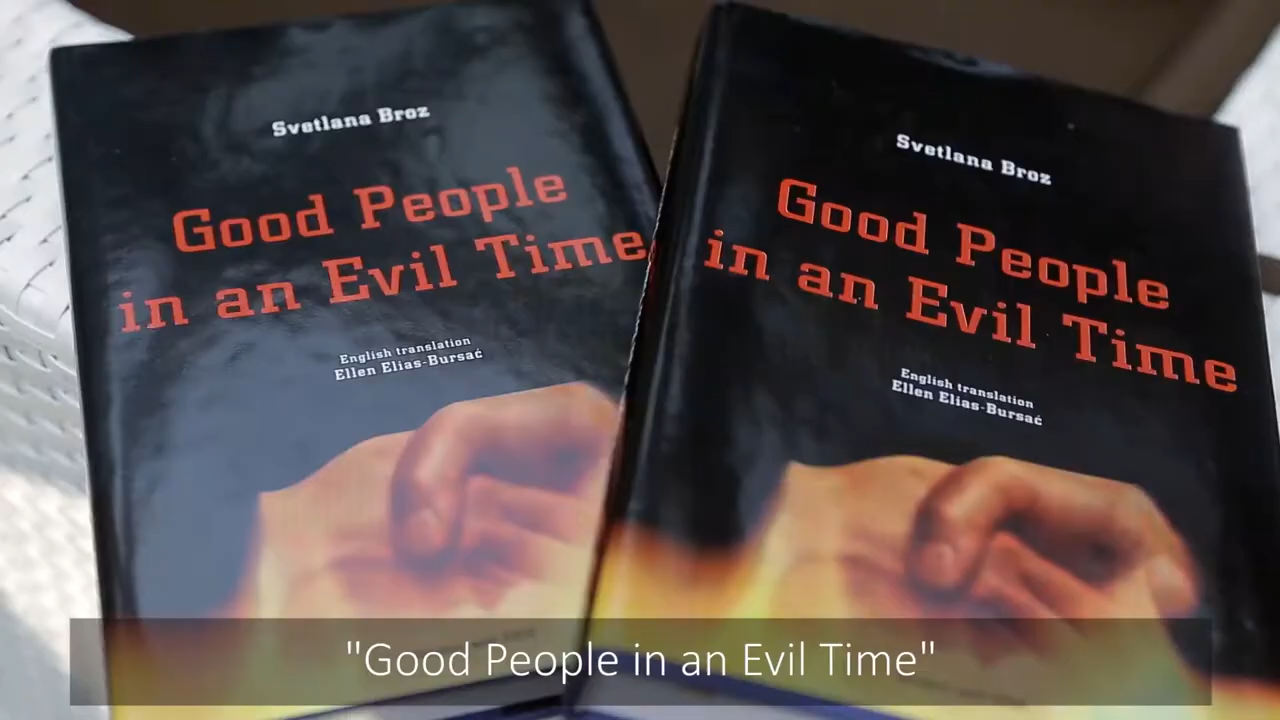 Svetlana Broz
Good People
in an Evil Time
English translation
Ellen Elias-Bursać
Svetlana Broz
Good People
in an Evil Time
English translation
Ellen Elias-Bursać
"Good People in an Evil Time"